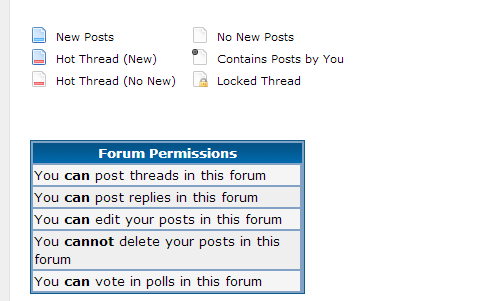 New Posts No New Posts
Hot Thread (New) Contains Posts by You
Hot Thread (No New) Locked Thread
Forum Permissions
You can post threads in this forum
You can post replies in this forum
You can edit your posts in this forum
You cannot delete your posts in this
forum
You can vote in polls in this forum